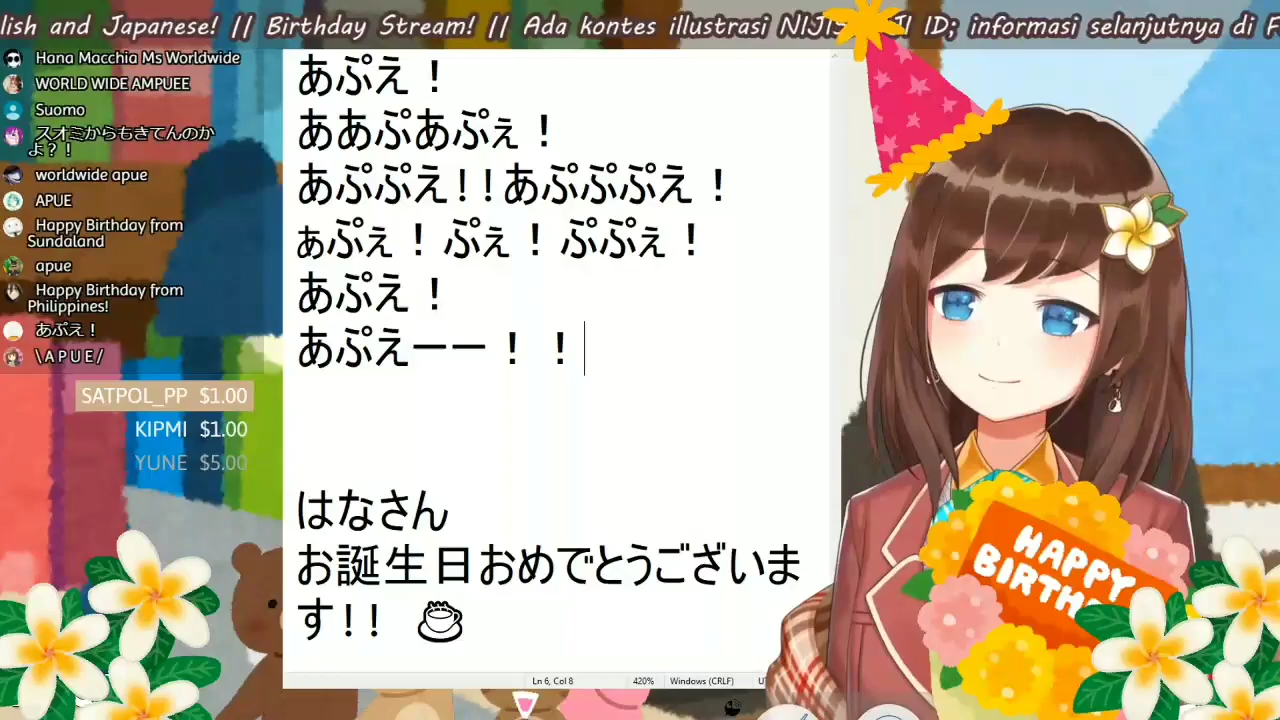 lish and Japanese! // Birthday Stream! // Ada kontes illustrasi ID; informasi selanjutnya di F
Hana Macchia Ms Worldwide
WORLD WIDE AMPUEE
Suomo
スオミからもきてんのか
よ？！
worldwide apue
APUE
Happy Birthday from
Sundaland
apue
Happy Birthday from
Philippines!
あぷえ！
\APUE/
SATPOL_PP $1.00
KIPMI $1.00
YUNE $5.00
あぷえ！
ああぷあぷぇ！
あぷぷえ!!あぷぷぷえ！
ぁぷぇ！ぷぇ！ぷぷぇ！
あぷえ！
あぷえーー！！
はなさん
お誕生日おめでとうございま
す!!
Ln 6, Col 8 420% Windows (CRLF)
HAPPY